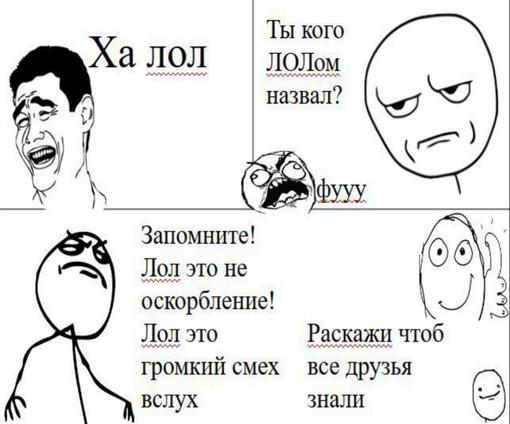 Ха лол
Ты кого
ЛОЛом
назвал?
фууу
Запомните!
Лол это не
оскорбление!
Лол это
громкий смех
вслух
Раскажи чтоб
все друзья
знали